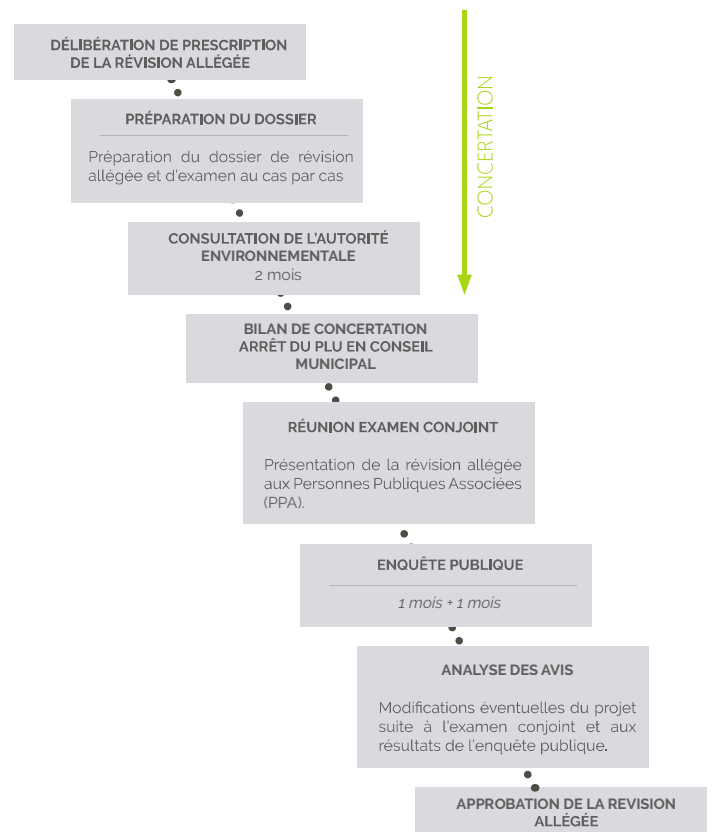 DÉLIBÉRATION DE PRESCRIPTION
DE LA RÉVISION ALLÉGÉE
CONCERTATION
PRÉPARATION DU DOSSIER
Préparation du dossier de révision
allégée et d'examen au cas par cas
CONSULTATION DE L'AUTORITÉ
ENVIRONNEMENTALE
2 mois
BILAN DE CONCERTATION
ARRÊT DU PLU EN CONSEIL
MUNICIPAL
RÉUNION EXAMEN CONJOINT
Présentation de la révision allégée
aux Personnes Publiques Associées
(PPA).
ENQUÊTE PUBLIQUE
1 mois + 1 mois
ANALYSE DES AVIS
Modifications éventuelles du projet
suite à l'examen conjoint et aux
résultats de l'enquête publique.
APPROBATION DE LA REVISION
ALLÉGÉE